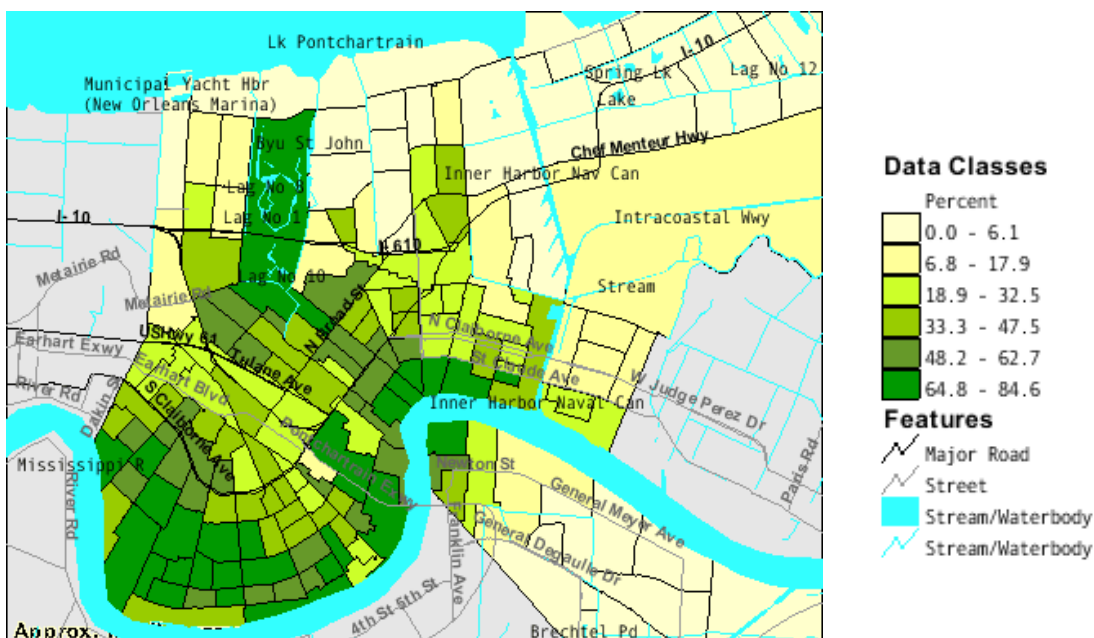 Lk Pontchartrain
I-10
Spring Lk
Lag No 12
Municipal Yacht Hbr
(New Orleans Marina)
Lake
Byu St John
Chef Menteur Hwy
Inner Harbor Nav Can
Lag No 8
Lag No 1
Intracoastal Wwy
I-10
I-610
Metairie Rd
Lag No 10
Stream
Metairie Rd
N Broad St
USHwy 61
N Claiborne Ave
Earhart Exwy
Tulane Ave
St Claude Ave
Earhart Blvd
River Rd
W Judge Perez Dr
Dakin St
S Claiborne Ave
Inner Harbor Naval Can
Pontchartrain Exwy
Mississippi R
Newton St
River Rd
Paris Rd
General Meyer Ave
Franklin Ave
General Degaulle Dr
4th St 5th St
Approx.
Brechtel Pd
Data Classes
Percent
0.0 - 6.1
6.8 - 17.9
18.9 - 32.5
33.3 - 47.5
48.2 - 62.7
64.8 - 84.6
Features
Major Road
Street
Stream/Waterbody
Stream/Waterbody